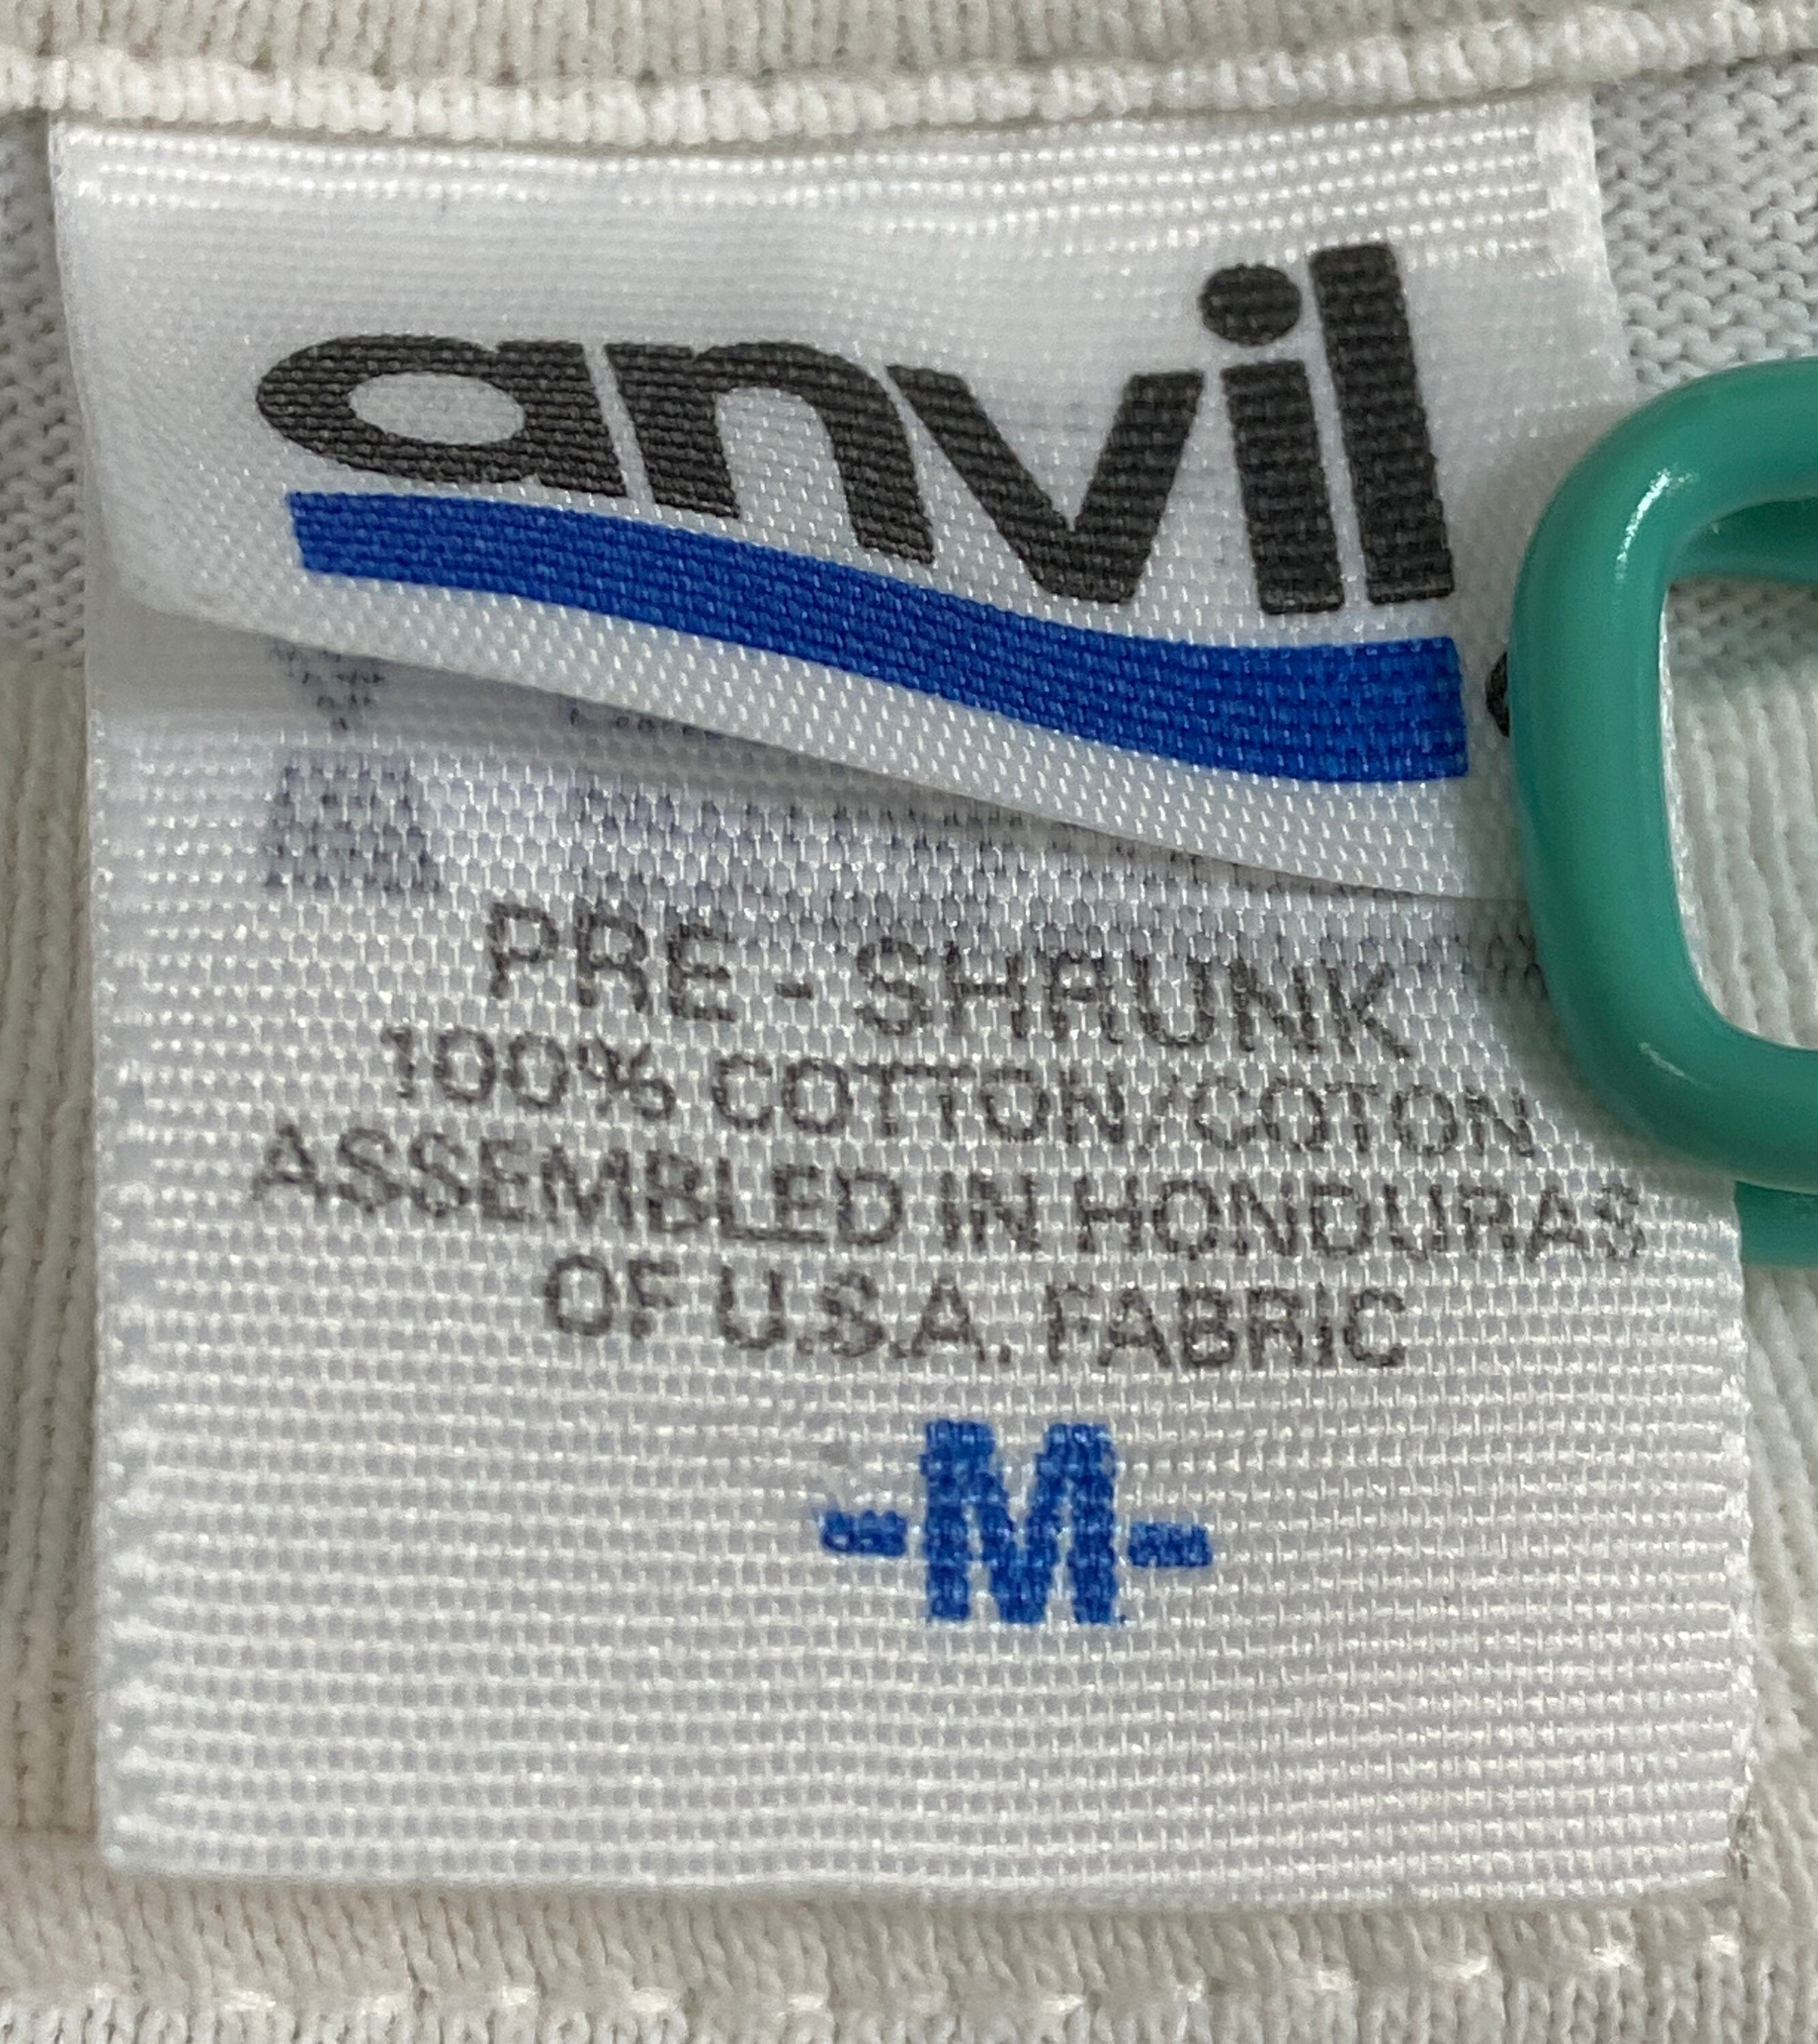 anvil
PRE - SHRUNK
100% COTTON/COTON
ASSEMBLED IN HONDURAS
OF U.S.A. FABRIC
-M-